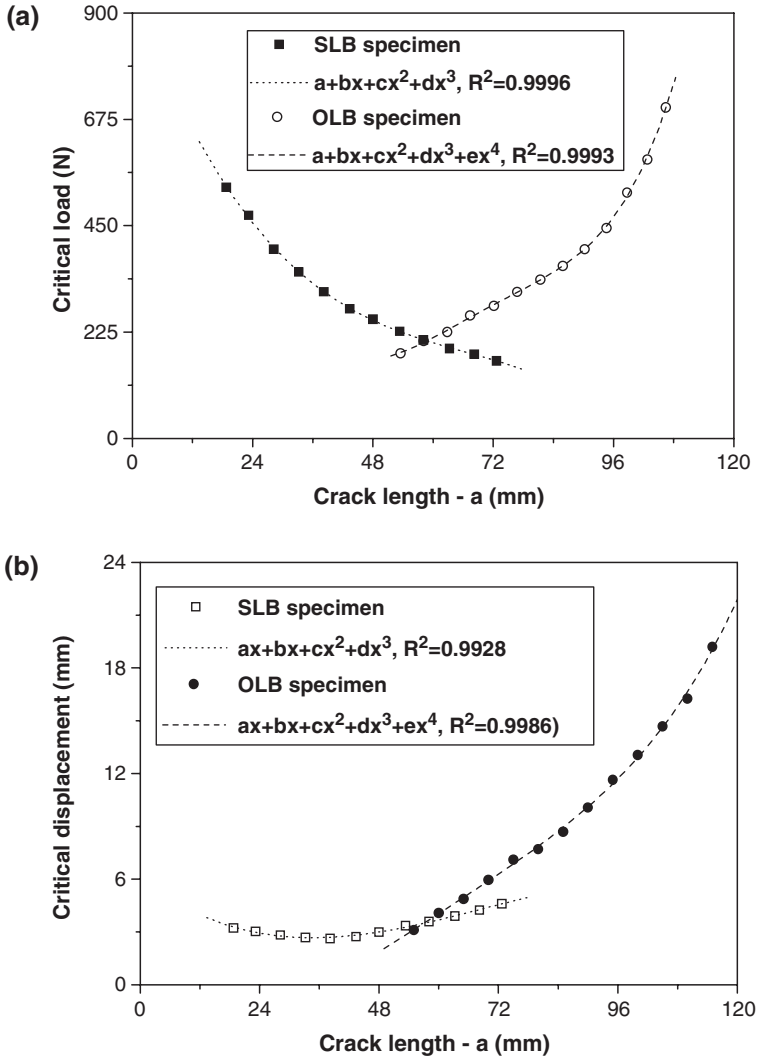 (a)
900
675
450
225
0
Critical load (N)
SLB specimen
a+bx+cx²+dx³, R²=0.9996
OLB specimen
a+bx+cx²+dx³+ex⁴, R²=0.9993
0 24 48 72 96 120
Crack length - a (mm)
(b)
24
18
12
6
0
Critical displacement (mm)
SLB specimen
ax+bx+cx²+dx³, R²=0.9928
OLB specimen
ax+bx+cx²+dx³+ex⁴, R²=0.9986)
0 24 48 72 96 120
Crack length - a (mm)